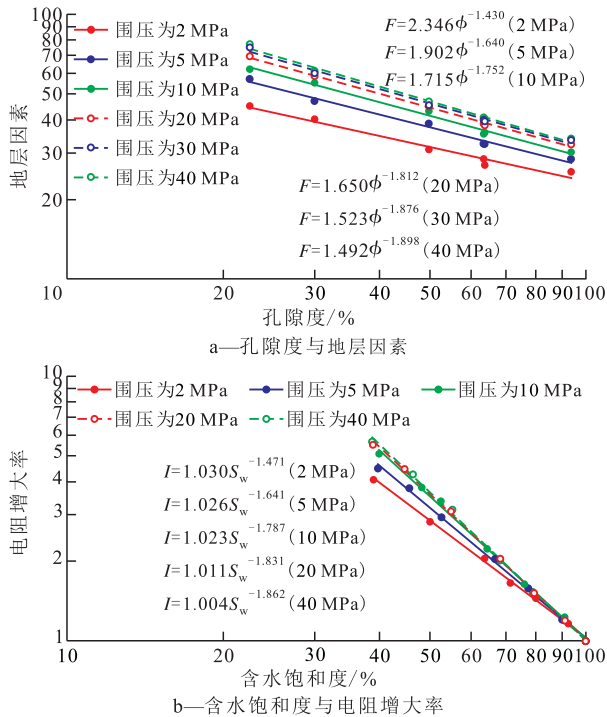 100
90
80
70
60
50
40
30
20
10
地层因素
围压为2 MPa
围压为5 MPa
围压为10 MPa
围压为20 MPa
围压为30 MPa
围压为40 MPa
F=2.346ϕ^-1.430(2 MPa)
F=1.902ϕ^-1.640(5 MPa)
F=1.715ϕ^-1.752(10 MPa)
F=1.650ϕ^-1.812(20 MPa)
F=1.523ϕ^-1.876(30 MPa)
F=1.492ϕ^-1.898(40 MPa)
10 20 30 40 50 60 70 80 90 100
孔隙度/%
a—孔隙度与地层因素
10
9
8
7
6
5
4
3
2
1
电阻增大率
围压为2 MPa 围压为5 MPa 围压为10 MPa
围压为20 MPa 围压为40 MPa
I=1.030S_w^-1.471(2 MPa)
I=1.026S_w^-1.641(5 MPa)
I=1.023S_w^-1.787(10 MPa)
I=1.011S_w^-1.831(20 MPa)
I=1.004S_w^-1.862(40 MPa)
10 20 30 40 50 60 70 80 90 100
含水饱和度/%
b—含水饱和度与电阻增大率